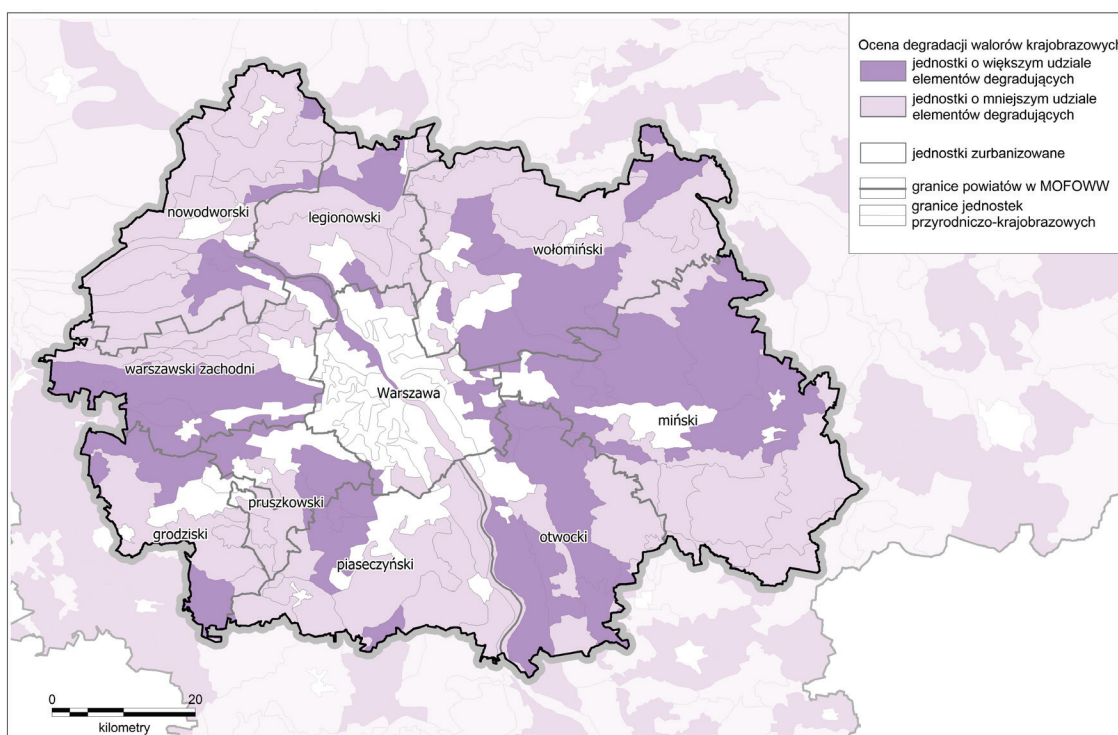 Ocena degradacji walorów krajobrazowych
jednostki o większym udziale
elementów degradujących
jednostki o mniejszym udziale
elementów degradujących
jednostki zurbanizowane
granice powiatów w MOFOWW
granice jednostek
przyrodniczo-krajobrazowych
nowodworski
legionowski
wołomiński
warszawski zachodni
Warszawa
miński
pruszkowski
grodziski
otwocki
piaseczyński
0 20
kilometry